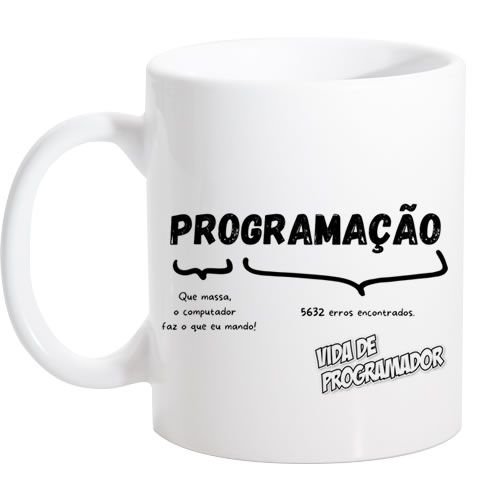 PROGRAMAÇÃO
Que massa,
o computador
faz o que eu mando!
5632 erros encontrados.
VIDA DE
PROGRAMADOR